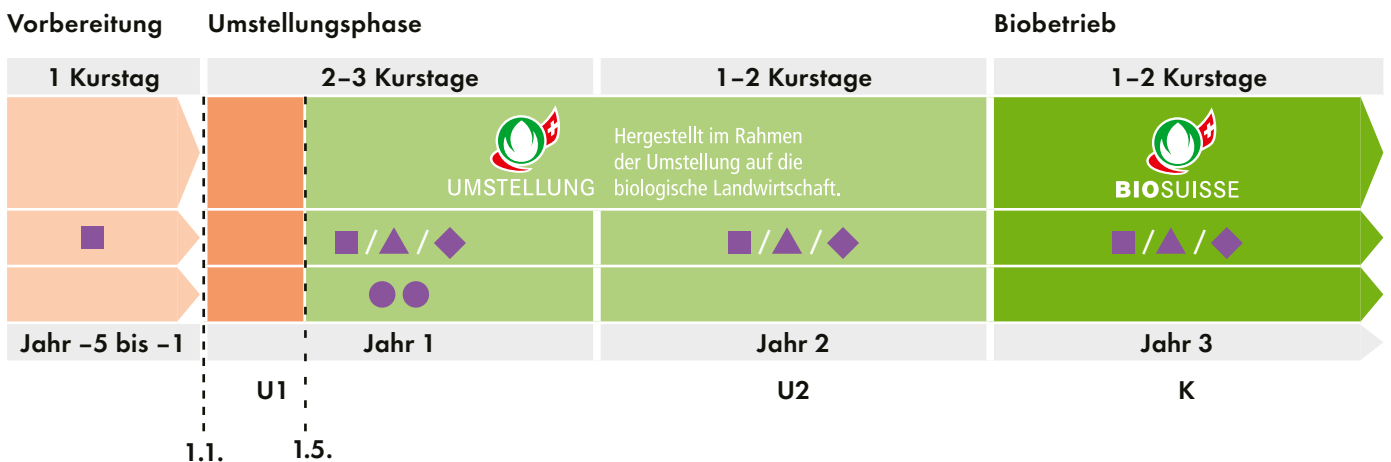 Vorbereitung
Umstellungsphase
Biobetrieb
1 Kurstag
2–3 Kurstage
1–2 Kurstage
1–2 Kurstage
UMSTELLUNG
Hergestellt im Rahmen
der Umstellung auf die
biologische Landwirtschaft.
BIOSUISSE
/ /
/ /
/ /
Jahr –5 bis –1
Jahr 1
Jahr 2
Jahr 3
U1
U2
K
1.1.
1.5.